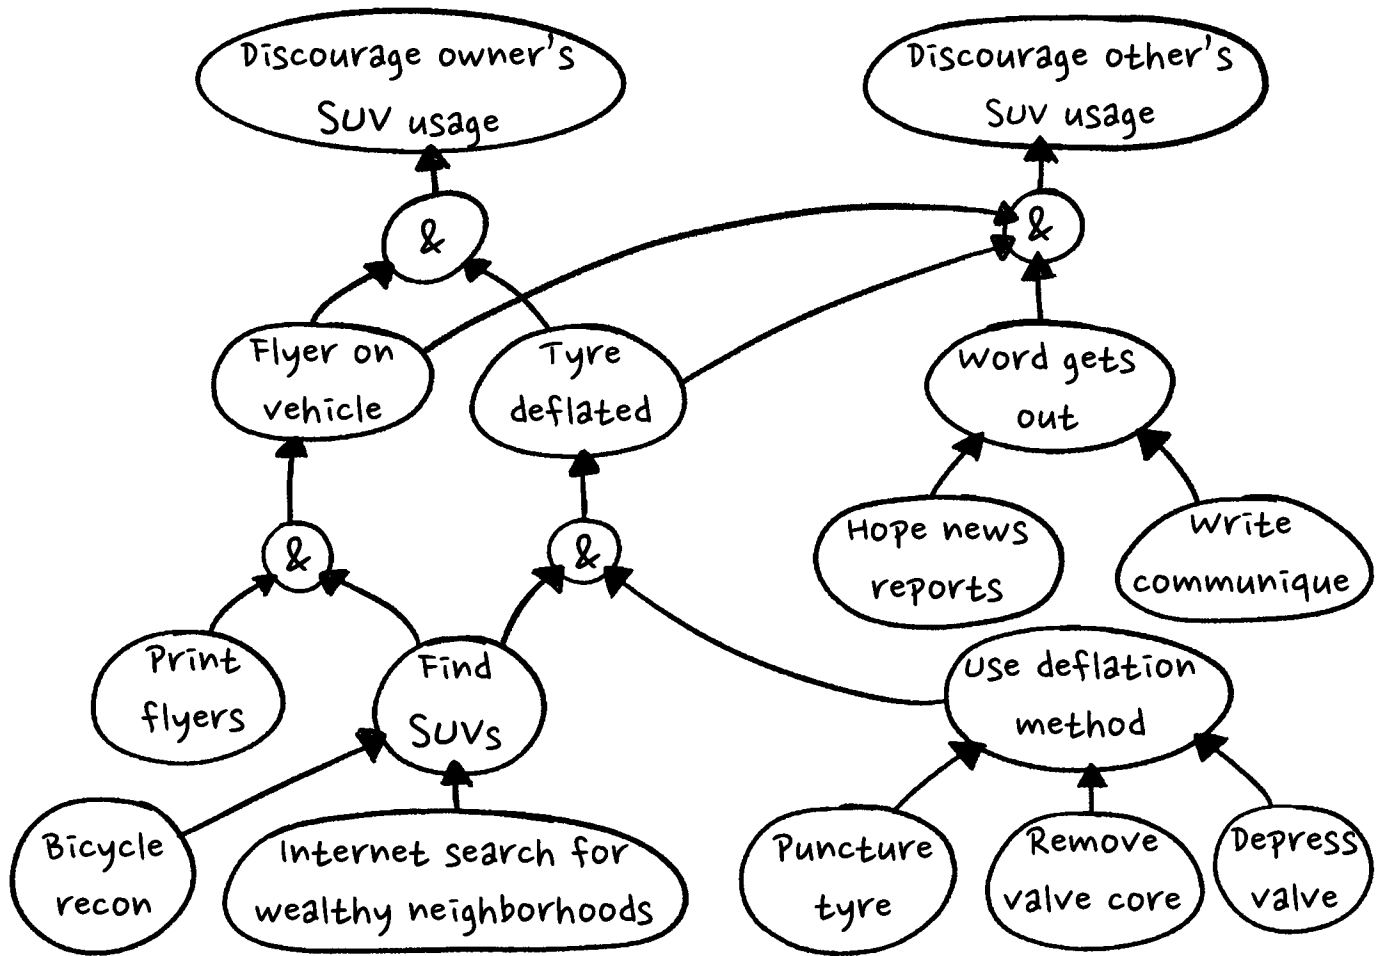 Discourage owner's
SUV usage
Discourage other's
SUV usage
&
&
Flyer on
vehicle
Tyre
deflated
Word gets
out
&
&
Hope news
reports
Write
communique
Print
flyers
Find
SUVs
Use deflation
method
Bicycle
recon
Internet search for
wealthy neighborhoods
Puncture
tyre
Remove
valve core
Depress
valve